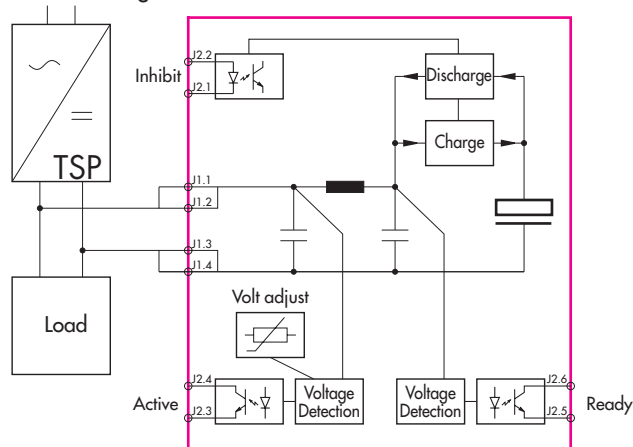 J2.2
Inhibit
J2.1
Discharge
Charge
TSP
J1.1
J1.2
J1.3
J1.4
Load
Volt adjust
J2.4
Active
J2.3
Voltage
Detection
Voltage
Detection
J2.6
Ready
J2.5